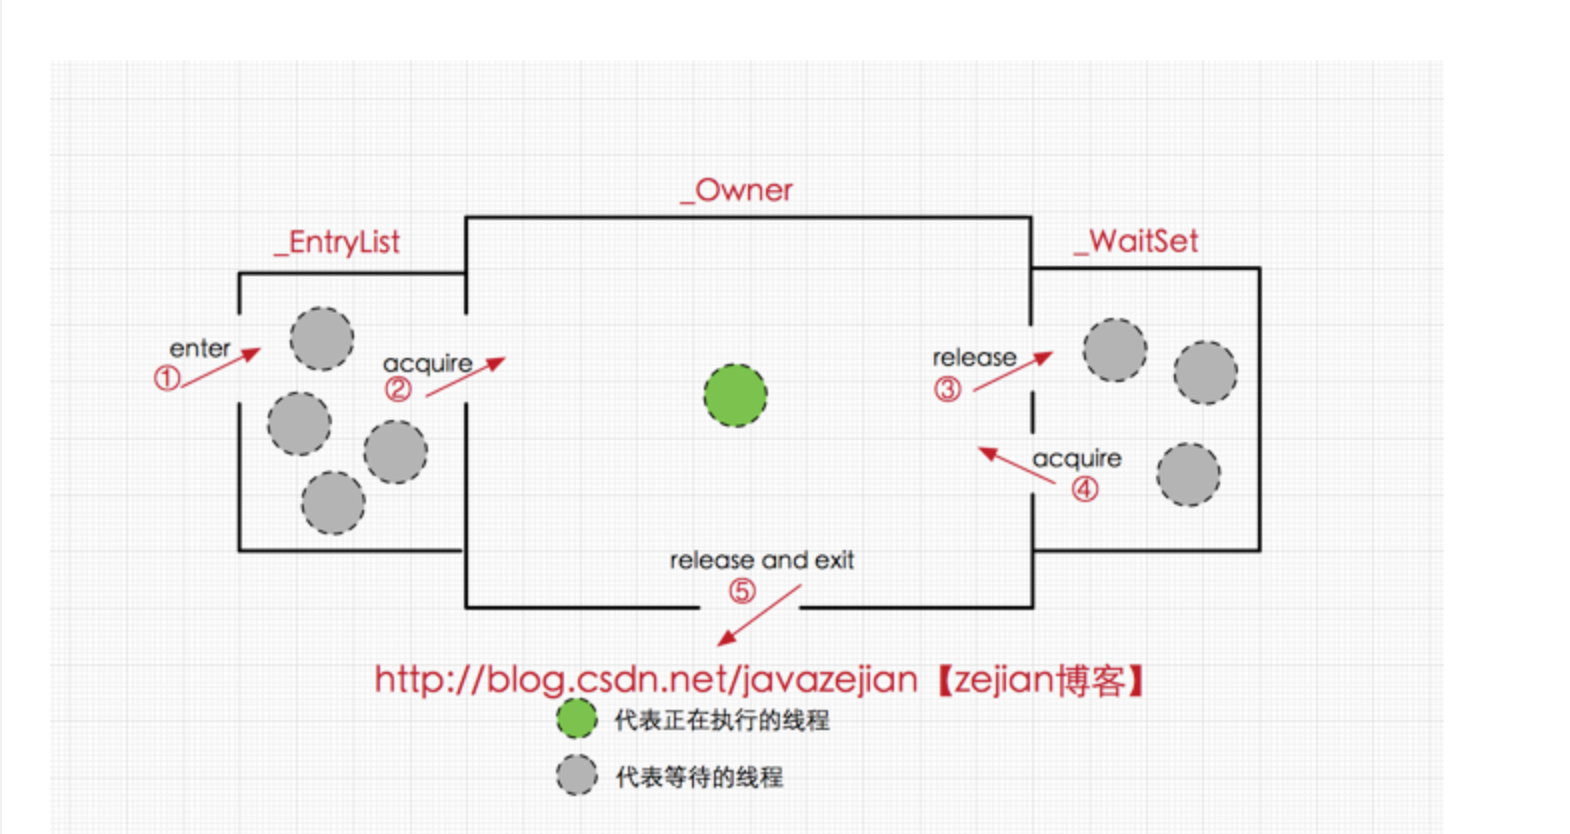 _Owner
_EntryList
_WaitSet
enter
①
acquire
②
release
③
acquire
④
release and exit
⑤
http://blog.csdn.net/javazejian【zejian博客】
代表正在执行的线程
代表等待的线程